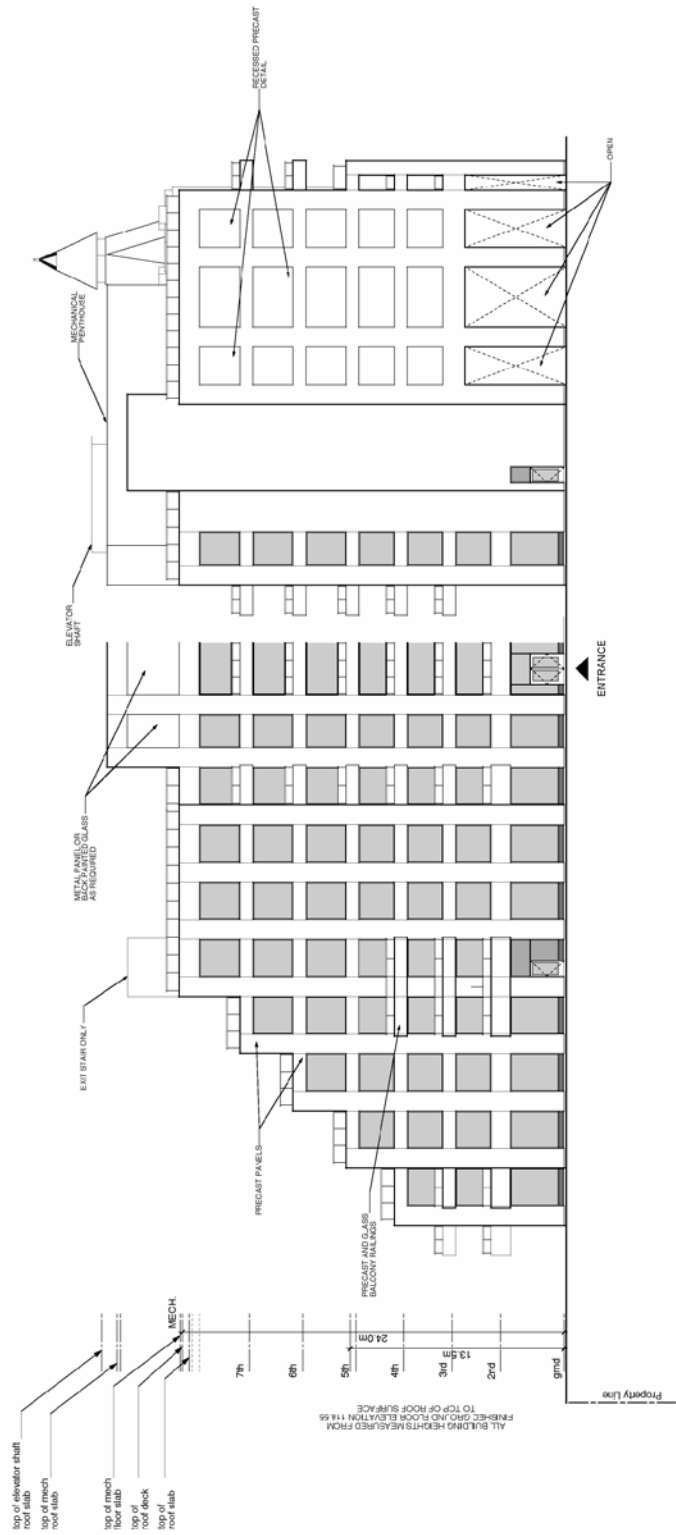 RECESSED PRECAST
DETAIL
OPEN
MECHANICAL
PENTHOUSE
ELEVATOR
SHAFT
ENTRANCE
METAL PANEL OR
BACK PAINTED GLASS
AS REQUIRED
EXIT STAIR ONLY
PRECAST PANELS
PRECAST AND GLASS
BALCONY RAILINGS
top of elevator shaft
roof slab
top of mech
roof slab
top of mech
floor slab
top of
roof deck
top of
roof slab
MECH.
7th
6th
5th
4th
3rd
2rd
grnd
24.0m
13.5m
ALL BUILDING HEIGHTS MEASURED FROM
FINISHED GROUND FLOOR ELEVATION 118.55
TO TOP OF ROOF SURFACE
Property Line